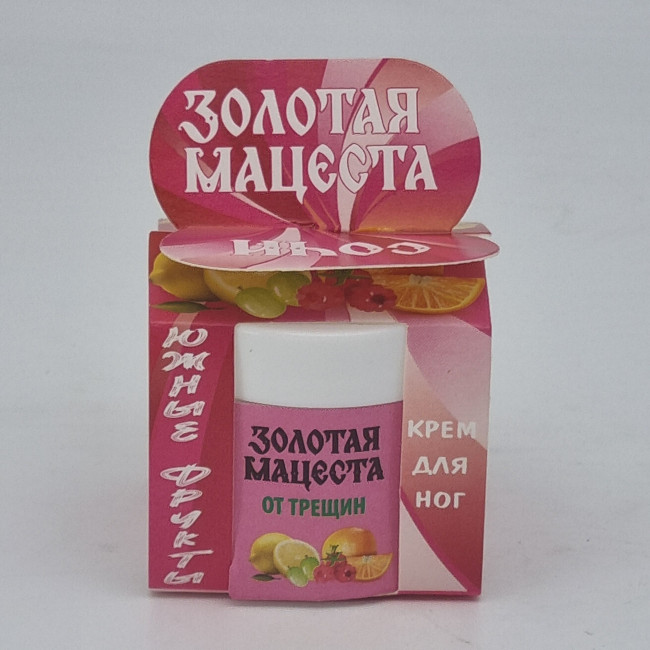 ЗОЛОТАЯ
МАЦЕСТА
СОЧИ
ЮЖНЫЕ ФРУКТЫ
ЗОЛОТАЯ
МАЦЕСТА
ОТ ТРЕЩИН
КРЕМ
ДЛЯ
НОГ